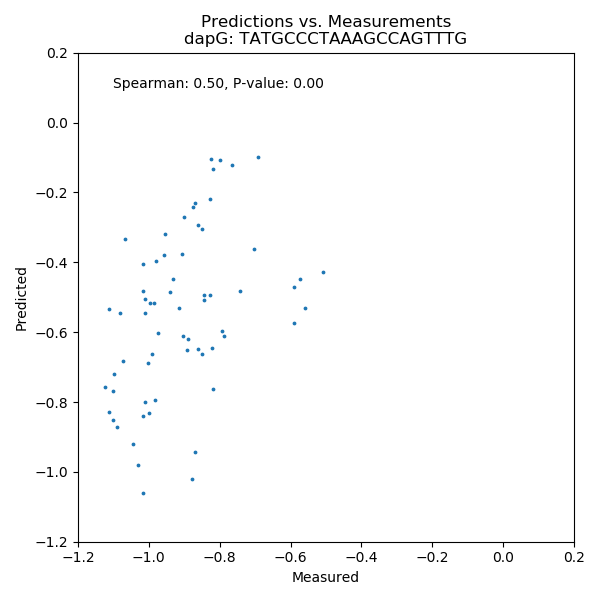 Predictions vs. Measurements
dapG: TATGCCCTAAAGCCAGTTTG
Spearman: 0.50, P-value: 0.00
0.2
0.0
−0.2
−0.4
−0.6
−0.8
−1.0
−1.2
Predicted
−1.2 −1.0 −0.8 −0.6 −0.4 −0.2 0.0 0.2
Measured